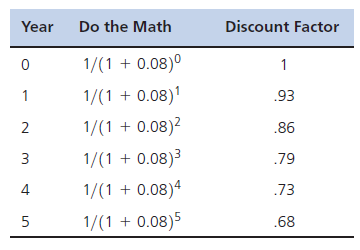 Year Do the Math Discount Factor
0 1/(1 + 0.08)⁰ 1
1 1/(1 + 0.08)¹ .93
2 1/(1 + 0.08)² .86
3 1/(1 + 0.08)³ .79
4 1/(1 + 0.08)⁴ .73
5 1/(1 + 0.08)⁵ .68